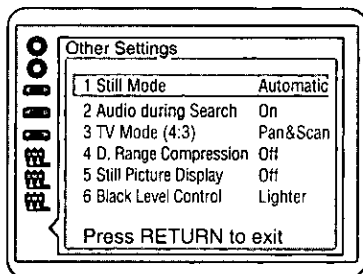 Other Settings
1 Still Mode Automatic
2 Audio during Search On
3 TV Mode (4:3) Pan&Scan
4 D. Range Compression Off
5 Still Picture Display Off
6 Black Level Control Lighter
Press RETURN to exit